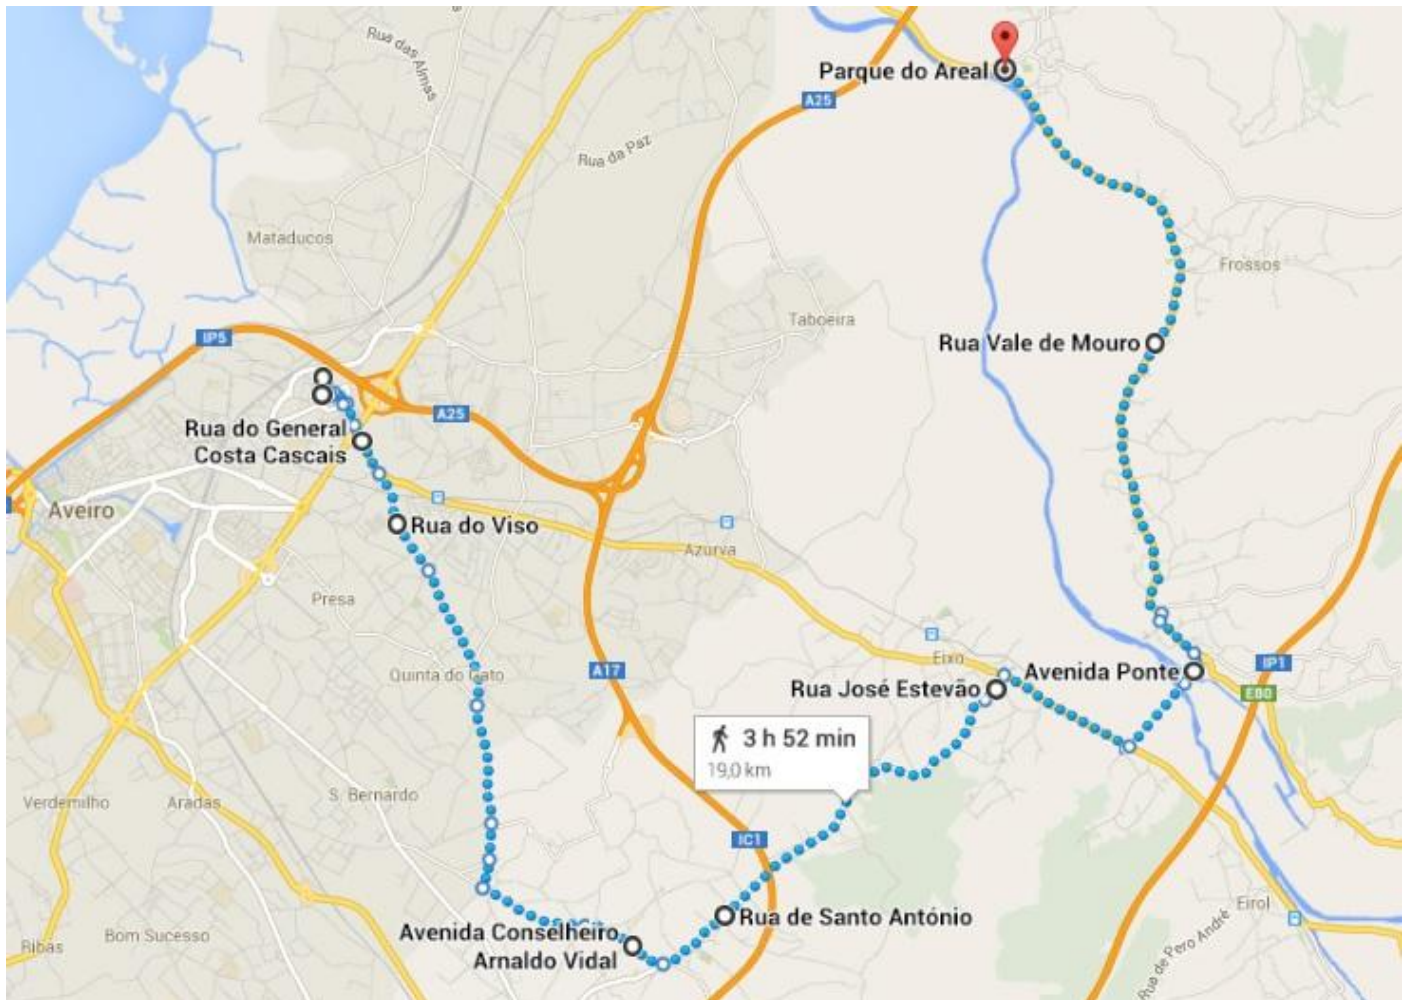 Rua das Almas
Parque do Areal
A25
Rua da Paz
Mataducos
Frossos
Taboeira
IP5
Rua Vale de Mouro
A25
Rua do General
Costa Cascais
Aveiro
Rua do Viso
Azurva
Presa
Eixo
Quinta do Gato
A17
Rua José Estevão
Avenida Ponte
IP1
E80
3 h 52 min
19,0 km
Verdemilho
Aradas
S. Bernardo
IC1
Eirol
Rua de Santo António
Avenida Conselheiro
Arnaldo Vidal
Bom Sucesso
Ribas
Rua de Pero André